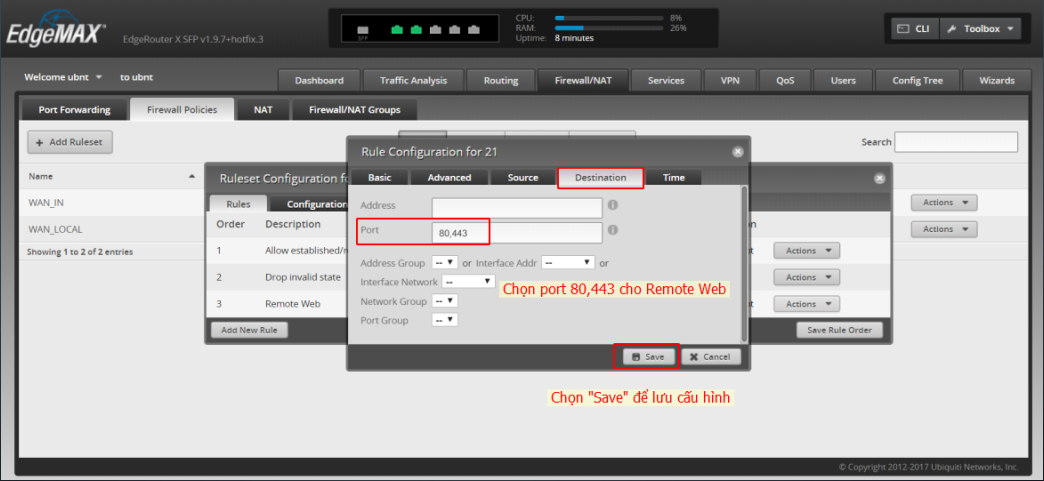 EdgeMAX®
EdgeRouter X SFP v1.9.7+hotfix.3
SFP
CPU: 8%
RAM: 26%
Uptime: 8 minutes
CLI
Toolbox
Welcome ubnt
to ubnt
Dashboard
Traffic Analysis
Routing
Firewall/NAT
Services
VPN
QoS
Users
Config Tree
Wizards
Port Forwarding
Firewall Policies
NAT
Firewall/NAT Groups
+ Add Ruleset
Search
Name
WAN_IN
Actions
WAN_LOCAL
Actions
Showing 1 to 2 of 2 entries
Ruleset Configuration fo
Rules
Configuration
Order Description
1 Allow established/r
Actions
2 Drop invalid state
Actions
3 Remote Web
Actions
Add New Rule
Save Rule Order
Rule Configuration for 21
Basic
Advanced
Source
Destination
Time
Address
Port 80,443
Address Group -- or Interface Addr -- or
Interface Network --
Chọn port 80,443 cho Remote Web
Network Group --
Port Group --
Save
Cancel
Chọn "Save" để lưu cấu hình
© Copyright 2012-2017 Ubiquiti Networks, Inc.